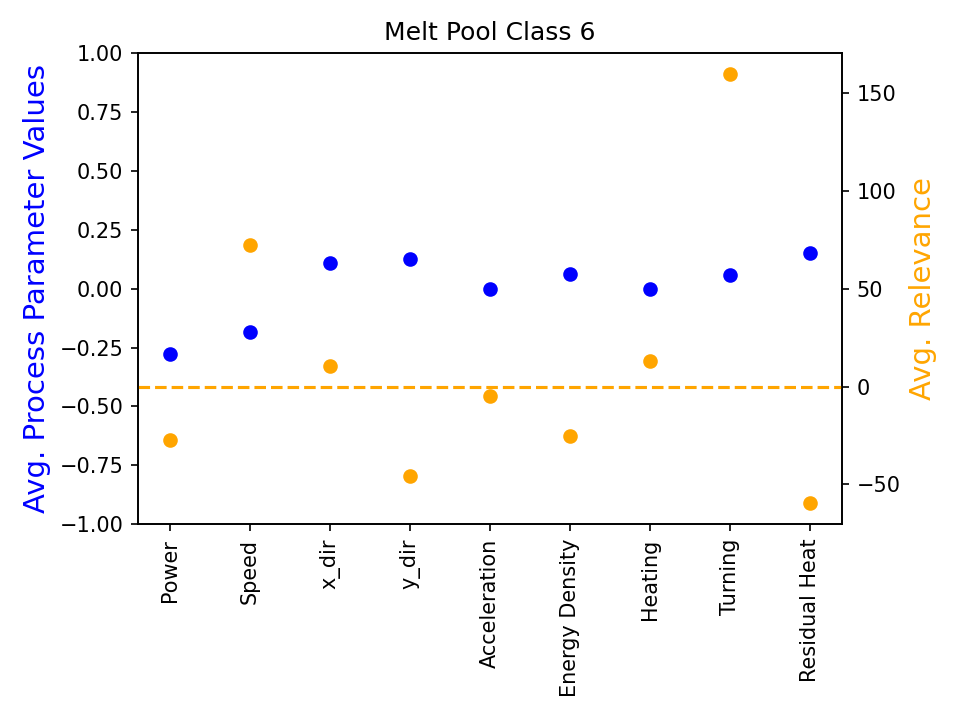 Melt Pool Class 6
Avg. Process Parameter Values
1.00
0.75
0.50
0.25
0.00
−0.25
−0.50
−0.75
−1.00
150
100
50
0
−50
Avg. Relevance
Power
Speed
x_dir
y_dir
Acceleration
Energy Density
Heating
Turning
Residual Heat